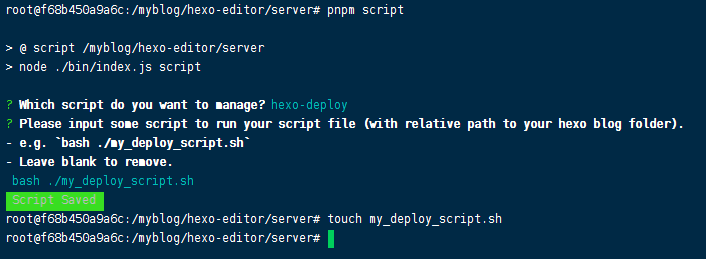 root@f68b450a9a6c:/myblog/hexo-editor/server# pnpm script
> @ script /myblog/hexo-editor/server
> node ./bin/index.js script
? Which script do you want to manage? hexo-deploy
? Please input some script to run your script file (with relative path to your hexo blog folder).
- e.g. `bash ./my_deploy_script.sh`
- Leave blank to remove.
bash ./my_deploy_script.sh
Script Saved
root@f68b450a9a6c:/myblog/hexo-editor/server# touch my_deploy_script.sh
root@f68b450a9a6c:/myblog/hexo-editor/server#